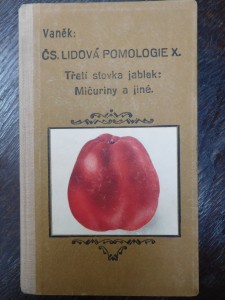 Vaněk:
ČS. LIDOVÁ POMOLOGIE X.
Třetí stovka jablek:
Mičuriny a jiné.